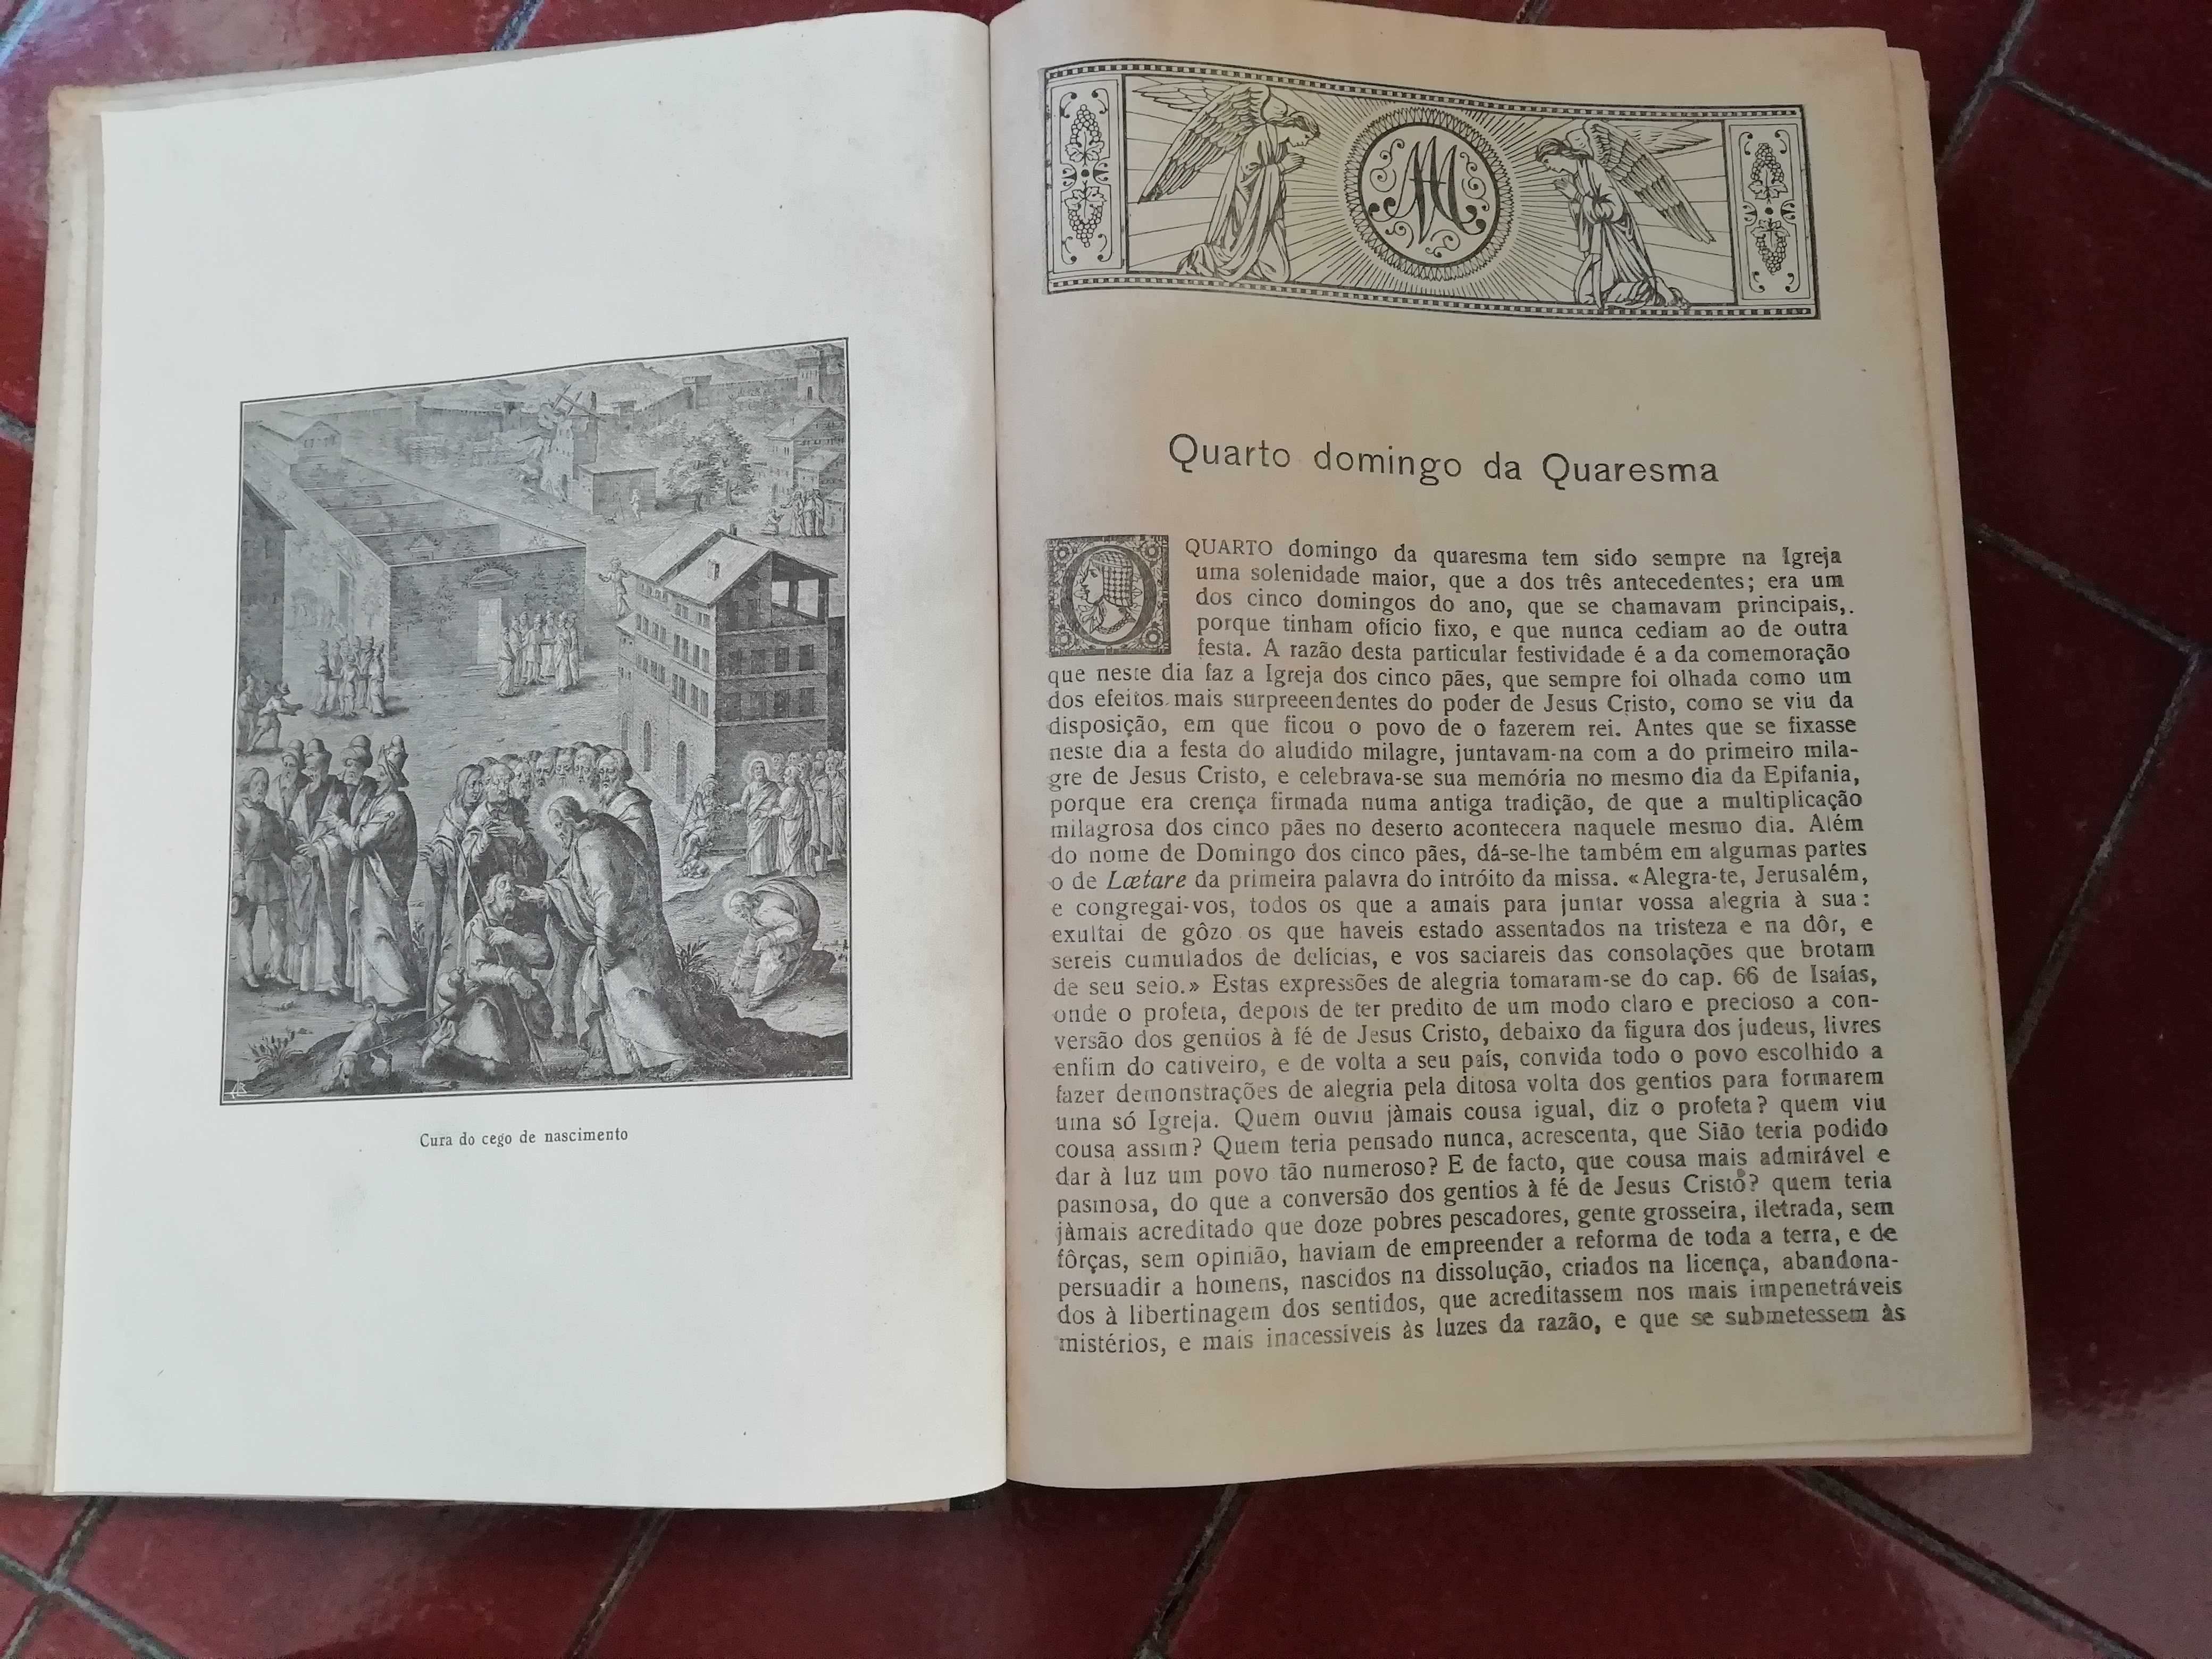 Cura do cego de nascimento
Quarto domingo da Quaresma
O QUARTO domingo da quaresma tem sido sempre na Igreja
uma solenidade maior, que a dos três antecedentes; era um
dos cinco domingos do ano, que se chamavam principais,.
porque tinham ofício fixo, e que nunca cediam ao de outra
festa. A razão desta particular festividade é a da comemoração
que neste dia faz a Igreja dos cinco pães, que sempre foi olhada como um
dos efeitos mais surpreeendentes do poder de Jesus Cristo, como se viu da
disposição, em que ficou o povo de o fazerem rei. Antes que se fixasse
neste dia a festa do aludido milagre, juntavam-na com a do primeiro mila-
gre de Jesus Cristo, e celebrava-se sua memória no mesmo dia da Epifania,
porque era crença firmada numa antiga tradição, de que a multiplicação
milagrosa dos cinco pães no deserto acontecera naquele mesmo dia. Além
do nome de Domingo dos cinco pães, dá-se-lhe também em algumas partes
o de Lætare da primeira palavra do intróito da missa. «Alegra-te, Jerusalém,
e congregai-vos, todos os que a amais para juntar vossa alegria à sua:
exultai de gôzo os que haveis estado assentados na tristeza e na dôr, e
sereis cumulados de delícias, e vos saciareis das consolações que brotam
de seu seio.» Estas expressões de alegria tomaram-se do cap. 66 de Isaías,
onde o profeta, depois de ter predito de um modo claro e precioso a con-
versão dos gentios à fé de Jesus Cristo, debaixo da figura dos judeus, livres
enfim do cativeiro, e de volta a seu país, convida todo o povo escolhido a
fazer demonstrações de alegria pela ditosa volta dos gentios para formarem
uma só Igreja. Quem ouviu jàmais cousa igual, diz o profeta? quem viu
cousa assim? Quem teria pensado nunca, acrescenta, que Sião teria podido
dar à luz um povo tão numeroso? E de facto, que cousa mais admirável e
pasmosa, do que a conversão dos gentios à fé de Jesus Cristo? quem teria
jàmais acreditado que doze pobres pescadores, gente grosseira, iletrada, sem
fôrças, sem opinião, haviam de empreender a reforma de toda a terra, e de
persuadir a homens, nascidos na dissolução, criados na licença, abandona-
dos à libertinagem dos sentidos, que acreditassem nos mais impenetráveis
mistérios, e mais inacessíveis às luzes da razão, e que se submetessem às